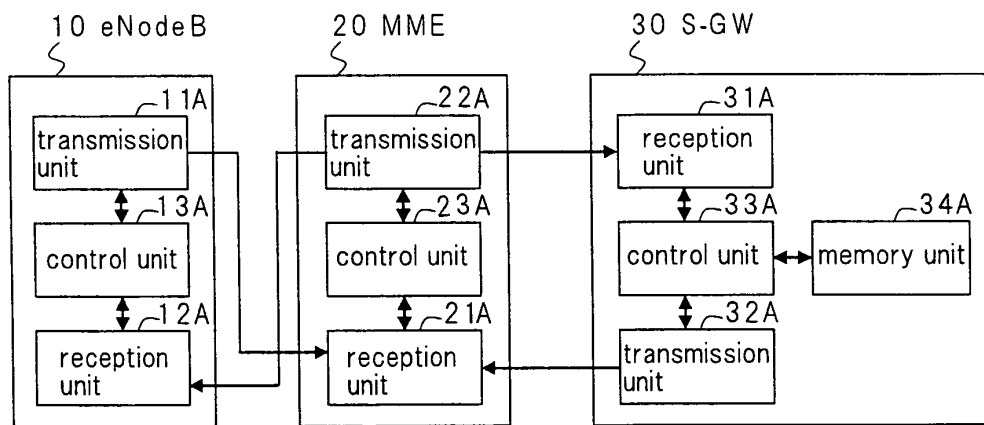 10 eNodeB
20 MME
30 S-GW
11A
transmission
unit
13A
control unit
12A
reception
unit
22A
transmission
unit
23A
control unit
21A
reception
unit
31A
reception
unit
33A
control unit
34A
memory unit
32A
transmission
unit